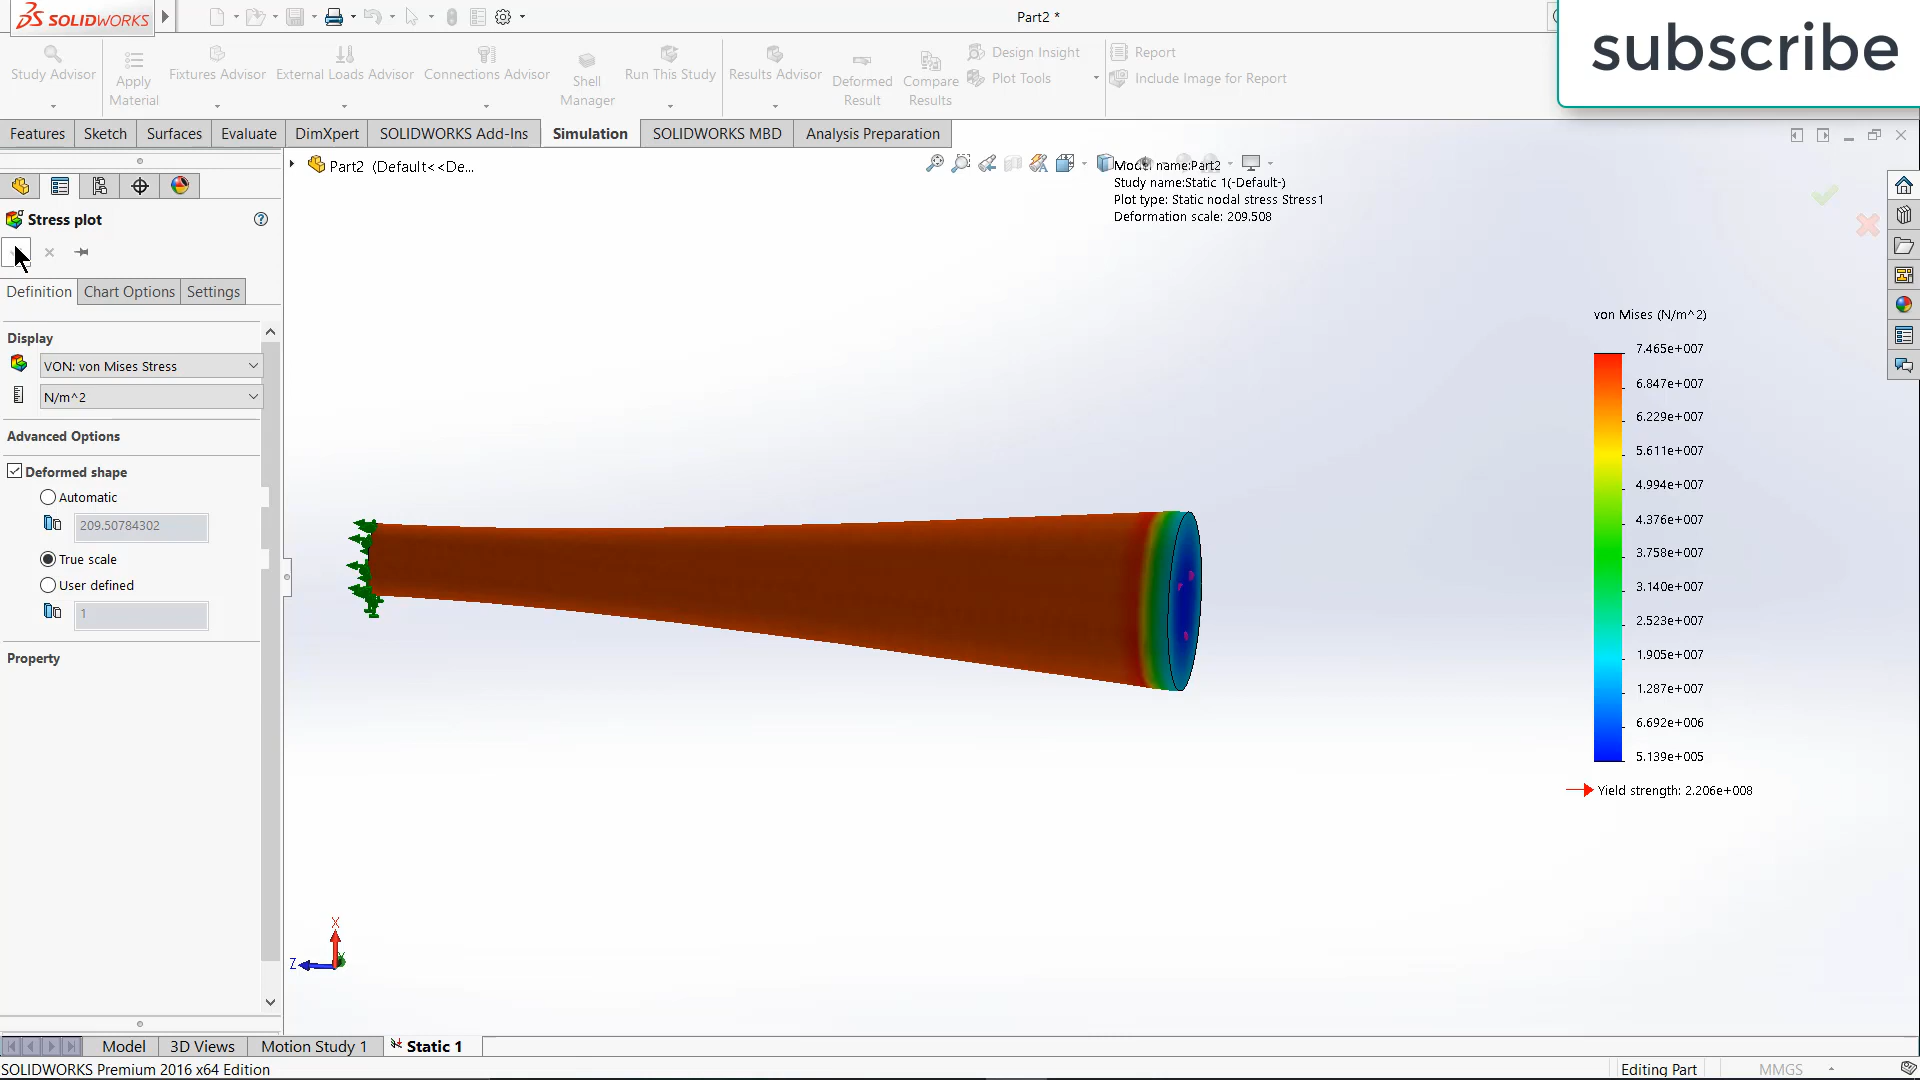 SOLIDWORKS
Part2 *
subscribe
Study Advisor
Apply Material
Fixtures Advisor
External Loads Advisor
Connections Advisor
Shell Manager
Run This Study
Results Advisor
Deformed Result
Compare Results
Design Insight
Plot Tools
Report
Include Image for Report
Features
Sketch
Surfaces
Evaluate
DimXpert
SOLIDWORKS Add-Ins
Simulation
SOLIDWORKS MBD
Analysis Preparation
Part2 (Default<<De...
Model name:Part2
Study name:Static 1(-Default-)
Plot type: Static nodal stress Stress1
Deformation scale: 209.508
Stress plot
Definition
Chart Options
Settings
Display
VON: von Mises Stress
N/m^2
Advanced Options
Deformed shape
Automatic
209.50784302
True scale
User defined
1
Property
von Mises (N/m^2)
7.465e+007
6.847e+007
6.229e+007
5.611e+007
4.994e+007
4.376e+007
3.758e+007
3.140e+007
2.523e+007
1.905e+007
1.287e+007
6.692e+006
5.139e+005
Yield strength: 2.206e+008
X
Y
Z
Model
3D Views
Motion Study 1
Static 1
SOLIDWORKS Premium 2016 x64 Edition
Editing Part
MMGS